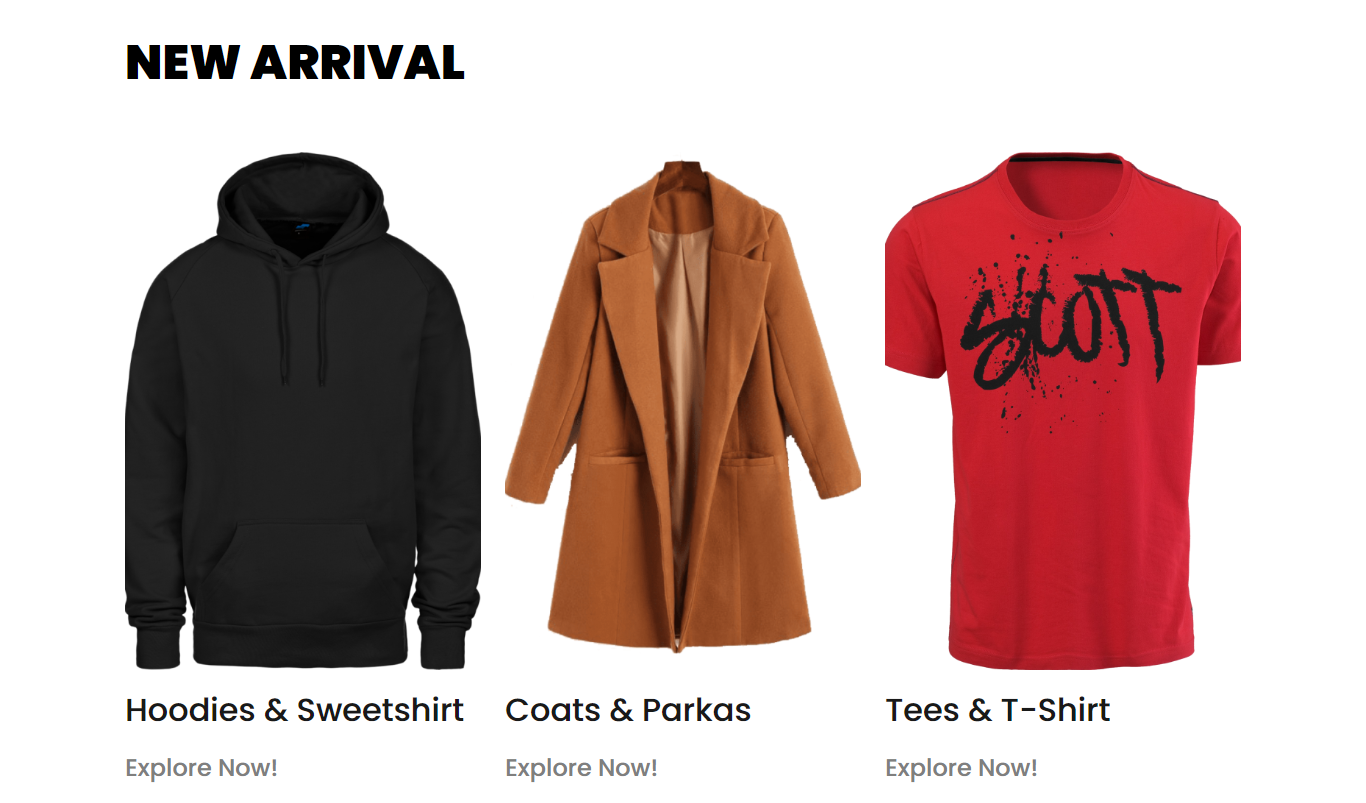 NEW ARRIVAL
SCOTT
Hoodies & Sweetshirt
Coats & Parkas
Tees & T-Shirt
Explore Now!
Explore Now!
Explore Now!